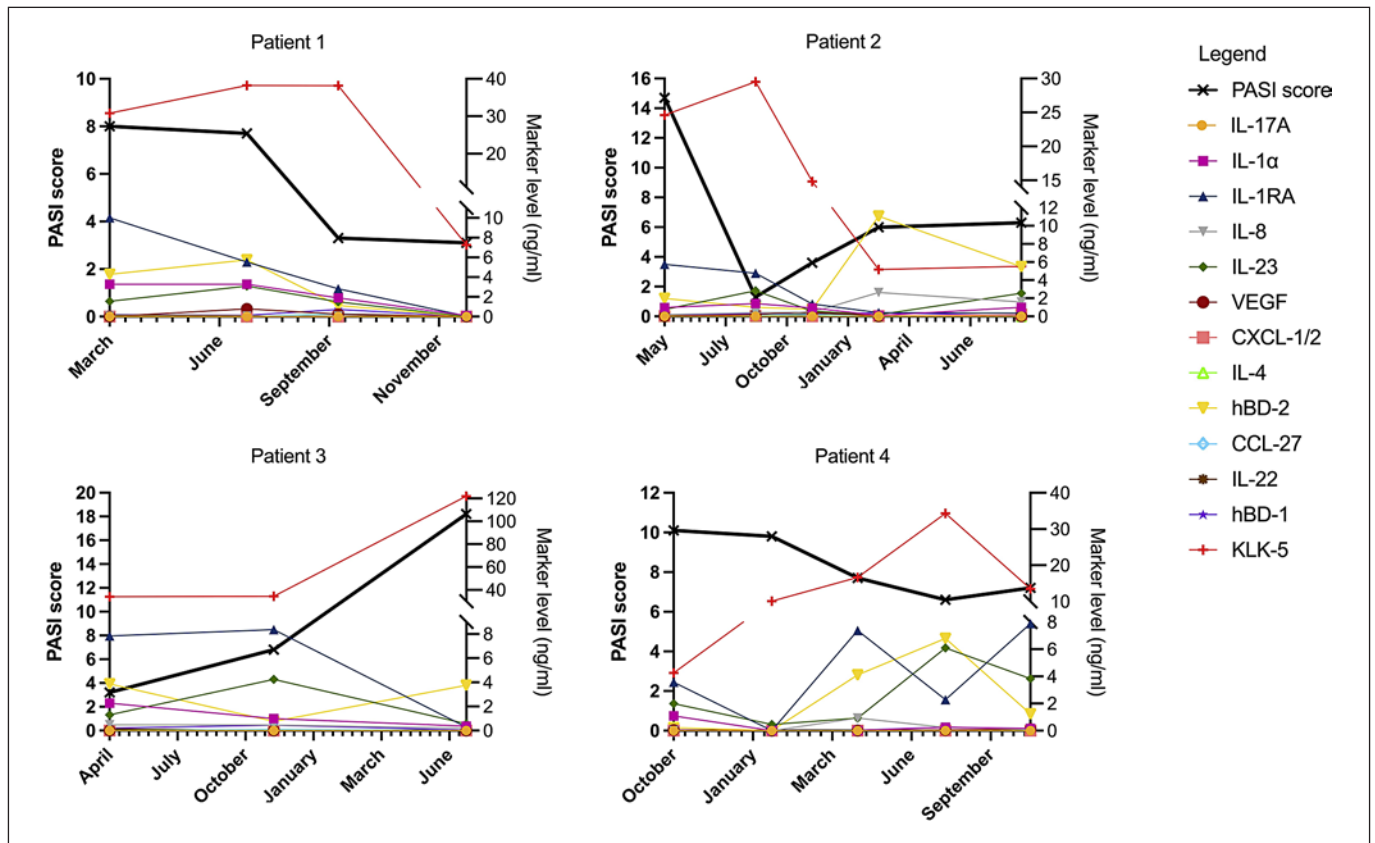 Patient 1
PASI score
10
8
6
4
2
0
40
30
20
10
8
6
4
2
0
Marker level (ng/ml)
March
June
September
November
Patient 2
PASI score
16
14
12
10
8
6
4
2
0
30
25
20
15
12
10
8
6
4
2
0
Marker level (ng/ml)
May
July
October
January
April
June
Legend
PASI score
IL-17A
IL-1α
IL-1RA
IL-8
IL-23
VEGF
CXCL-1/2
IL-4
hBD-2
CCL-27
IL-22
hBD-1
KLK-5
Patient 3
PASI score
20
18
16
14
12
10
8
6
4
2
0
120
100
80
60
40
8
6
4
2
0
Marker level (ng/ml)
April
July
October
January
March
June
Patient 4
PASI score
12
10
8
6
4
2
0
40
30
20
10
8
6
4
2
0
Marker level (ng/ml)
October
January
March
June
September